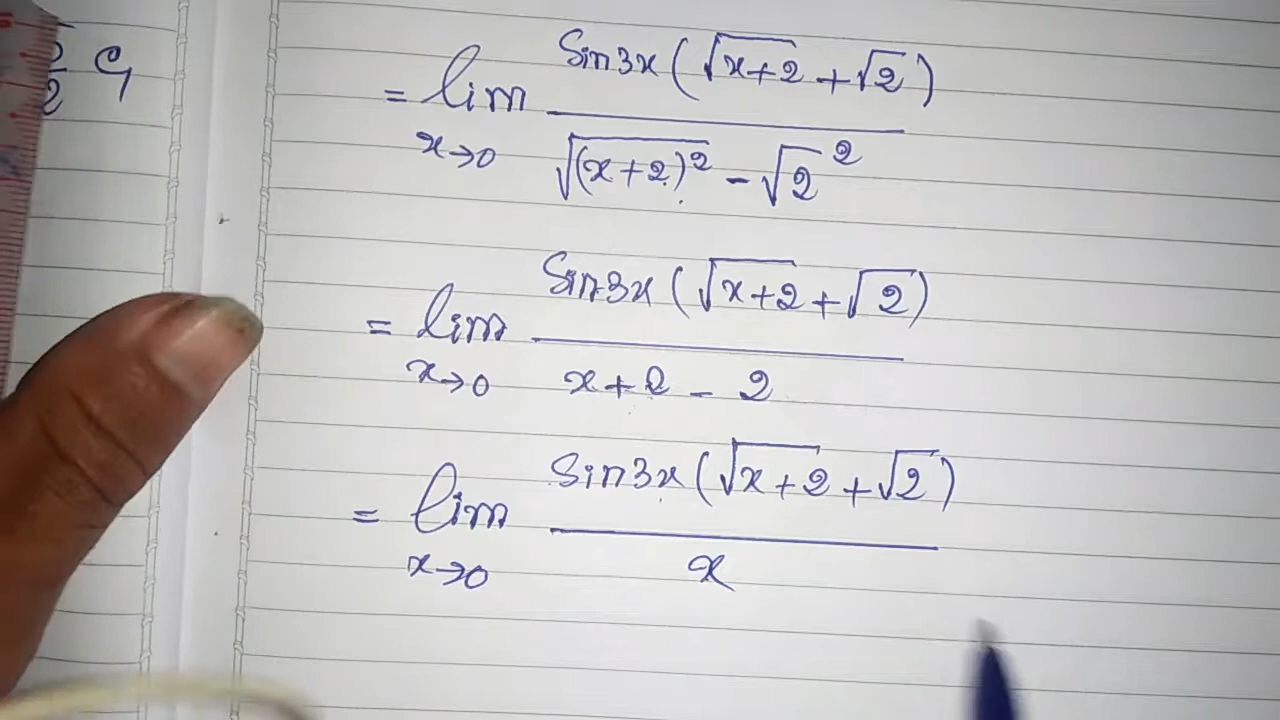 = lim x→0 Sin3x(√x+2 + √2) / √(x+2)² - √2²
= lim x→0 Sin3x(√x+2 + √2) / x+2 - 2
= lim x→0 Sin3x(√x+2 + √2) / x